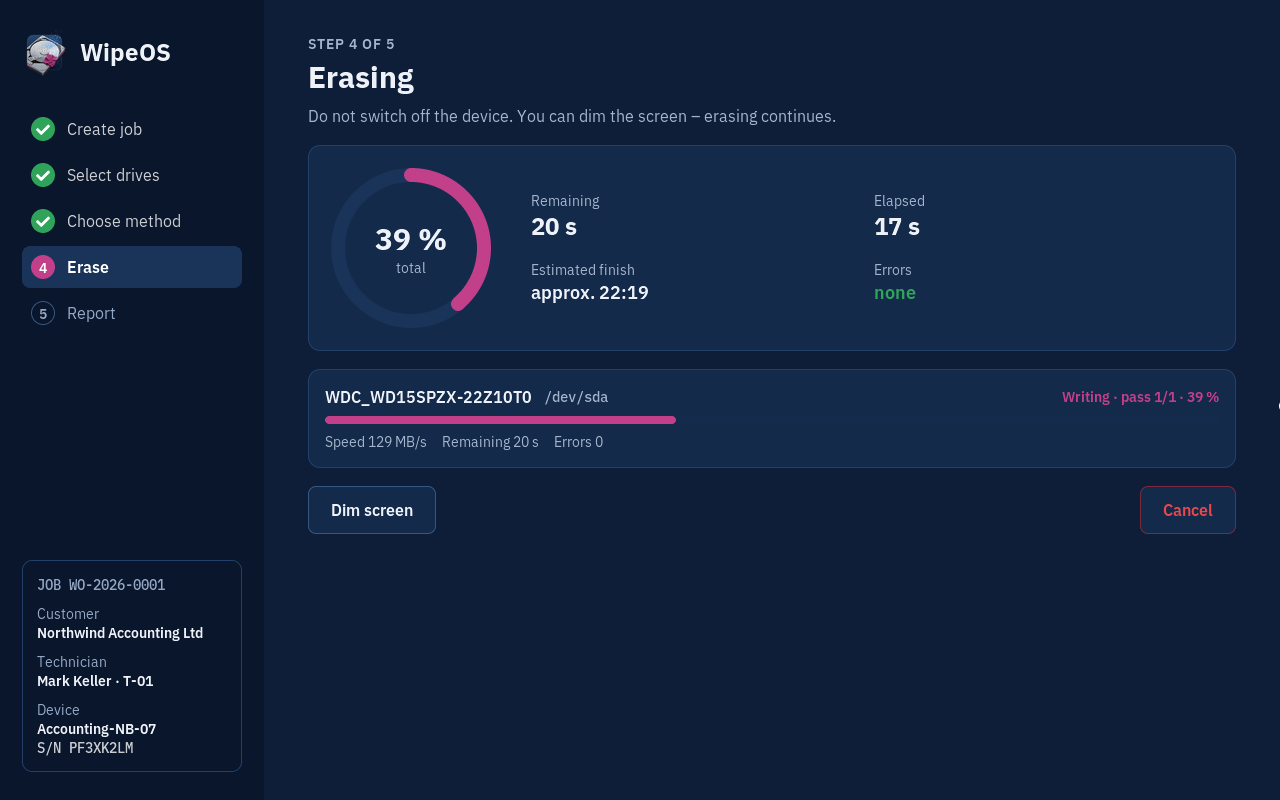 WipeOS
Create job
Select drives
Choose method
4 Erase
5 Report
JOB WO-2026-0001
Customer
Northwind Accounting Ltd
Technician
Mark Keller · T-01
Device
Accounting-NB-07
S/N PF3XK2LM
STEP 4 OF 5
Erasing
Do not switch off the device. You can dim the screen – erasing continues.
39 %
total
Remaining
20 s
Elapsed
17 s
Estimated finish
approx. 22:19
Errors
none
WDC_WD15SPZX-22Z10T0 /dev/sda
Writing · pass 1/1 · 39 %
Speed 129 MB/s Remaining 20 s Errors 0
Dim screen
Cancel